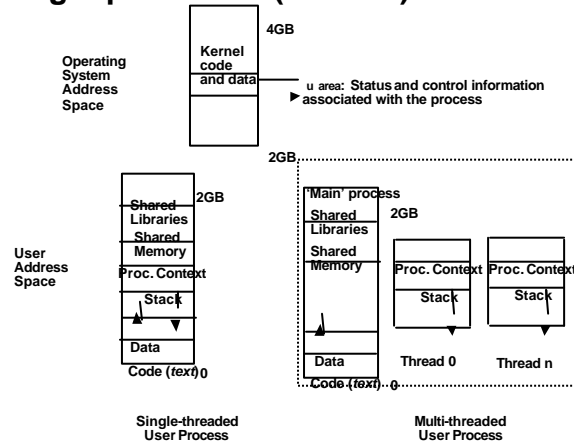 4GB
Kernel
code
and data
Operating
System
Address
Space
u area: Status and control information
associated with the process
2GB
2GB
Shared
Libraries
Shared
Memory
Proc. Context
Stack
Data
Code (text) 0
User
Address
Space
'Main' process
2GB
Shared
Libraries
Shared
Memory
Data
Code (text) 0
Proc. Context
Stack
Thread 0
Proc. Context
Stack
Thread n
Single-threaded
User Process
Multi-threaded
User Process